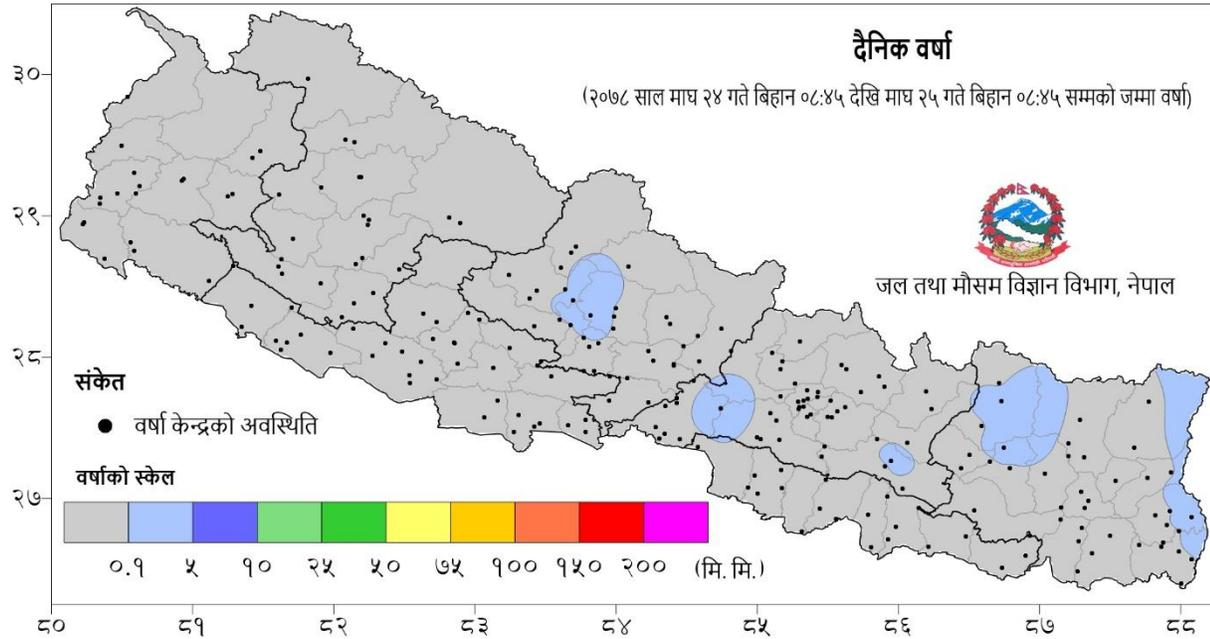 दैनिक वर्षा
(२०७८ साल माघ २४ गते बिहान ०८:४५ देखि माघ २५ गते बिहान ०८:४५ सम्मको जम्मा वर्षा)
जल तथा मौसम विज्ञान विभाग, नेपाल
३०
२९
२८
२७
संकेत
वर्षा केन्द्रको अवस्थिति
वर्षाको स्केल
०.१ ५ १० २५ ५० ७५ १०० १५० २०० (मि. मि.)
८० ८१ ८२ ८३ ८४ ८५ ८६ ८७ ८८